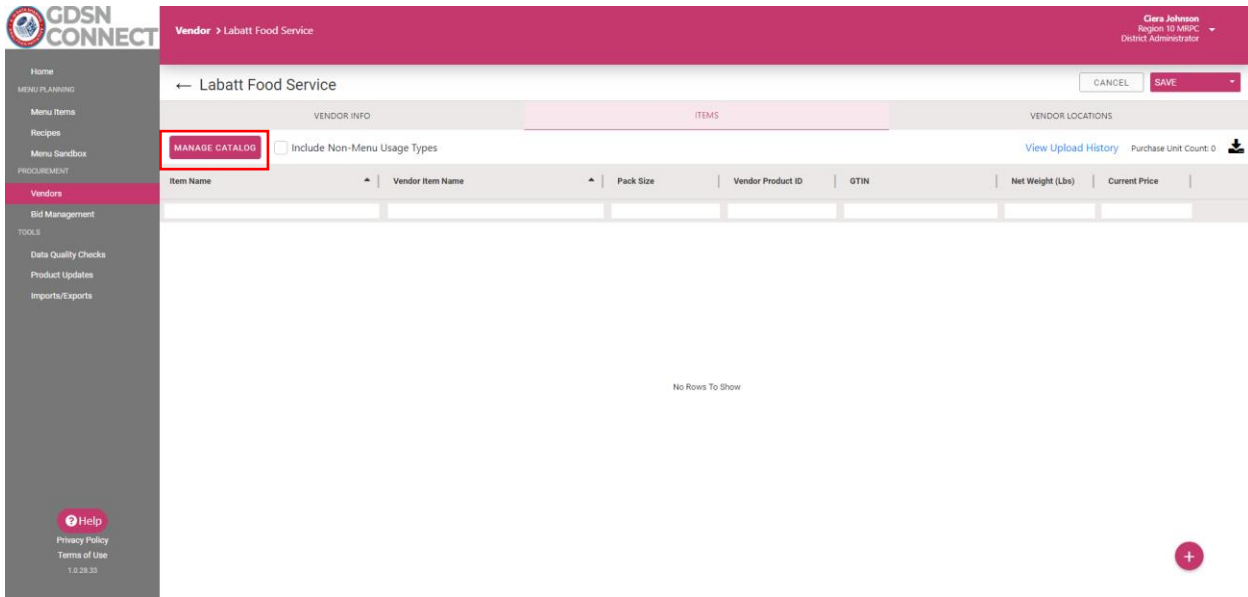 GDSN
CONNECT
Vendor > Labatt Food Service
Ciera Johnson
Region 10 MRPC
District Administrator
Home
MENU PLANNING
Menu Items
Recipes
Menu Sandbox
PROCUREMENT
Vendors
Bid Management
TOOLS
Data Quality Checks
Product Updates
Imports/Exports
Help
Privacy Policy
Terms of Use
1.0.28.33
← Labatt Food Service
CANCEL SAVE
VENDOR INFO ITEMS VENDOR LOCATIONS
MANAGE CATALOG Include Non-Menu Usage Types View Upload History Purchase Unit Count: 0
Item Name Vendor Item Name Pack Size Vendor Product ID GTIN Net Weight (Lbs) Current Price
No Rows To Show
+